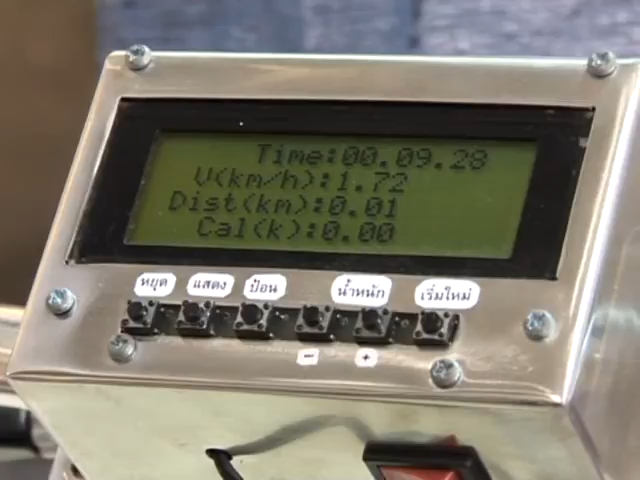 Time:00.09.28
V(km/h):1.72
Dist(km):0.01
Cal(k):0.00
หยุด แสดง ป้อน น้ำหนัก เริ่มใหม่
- +